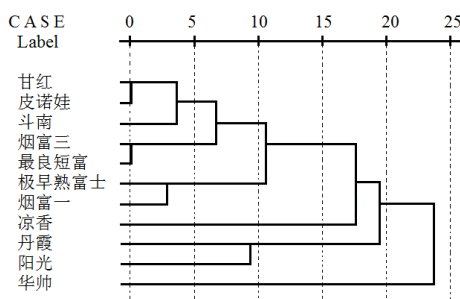 C A S E 0 5 10 15 20 25
Label
甘红
皮诺娃
斗南
烟富三
最良短富
极早熟富士
烟富一
凉香
丹霞
阳光
华帅